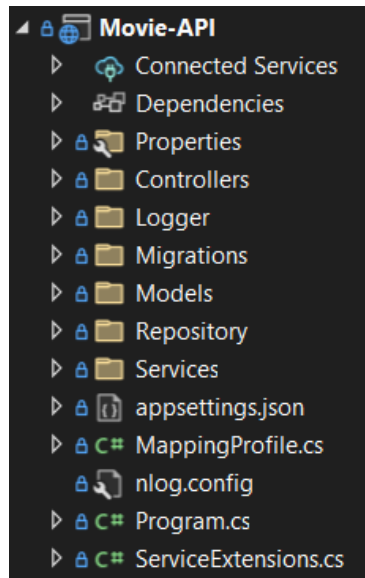 Movie-API
Connected Services
Dependencies
Properties
Controllers
Logger
Migrations
Models
Repository
Services
appsettings.json
C# MappingProfile.cs
nlog.config
C# Program.cs
C# ServiceExtensions.cs